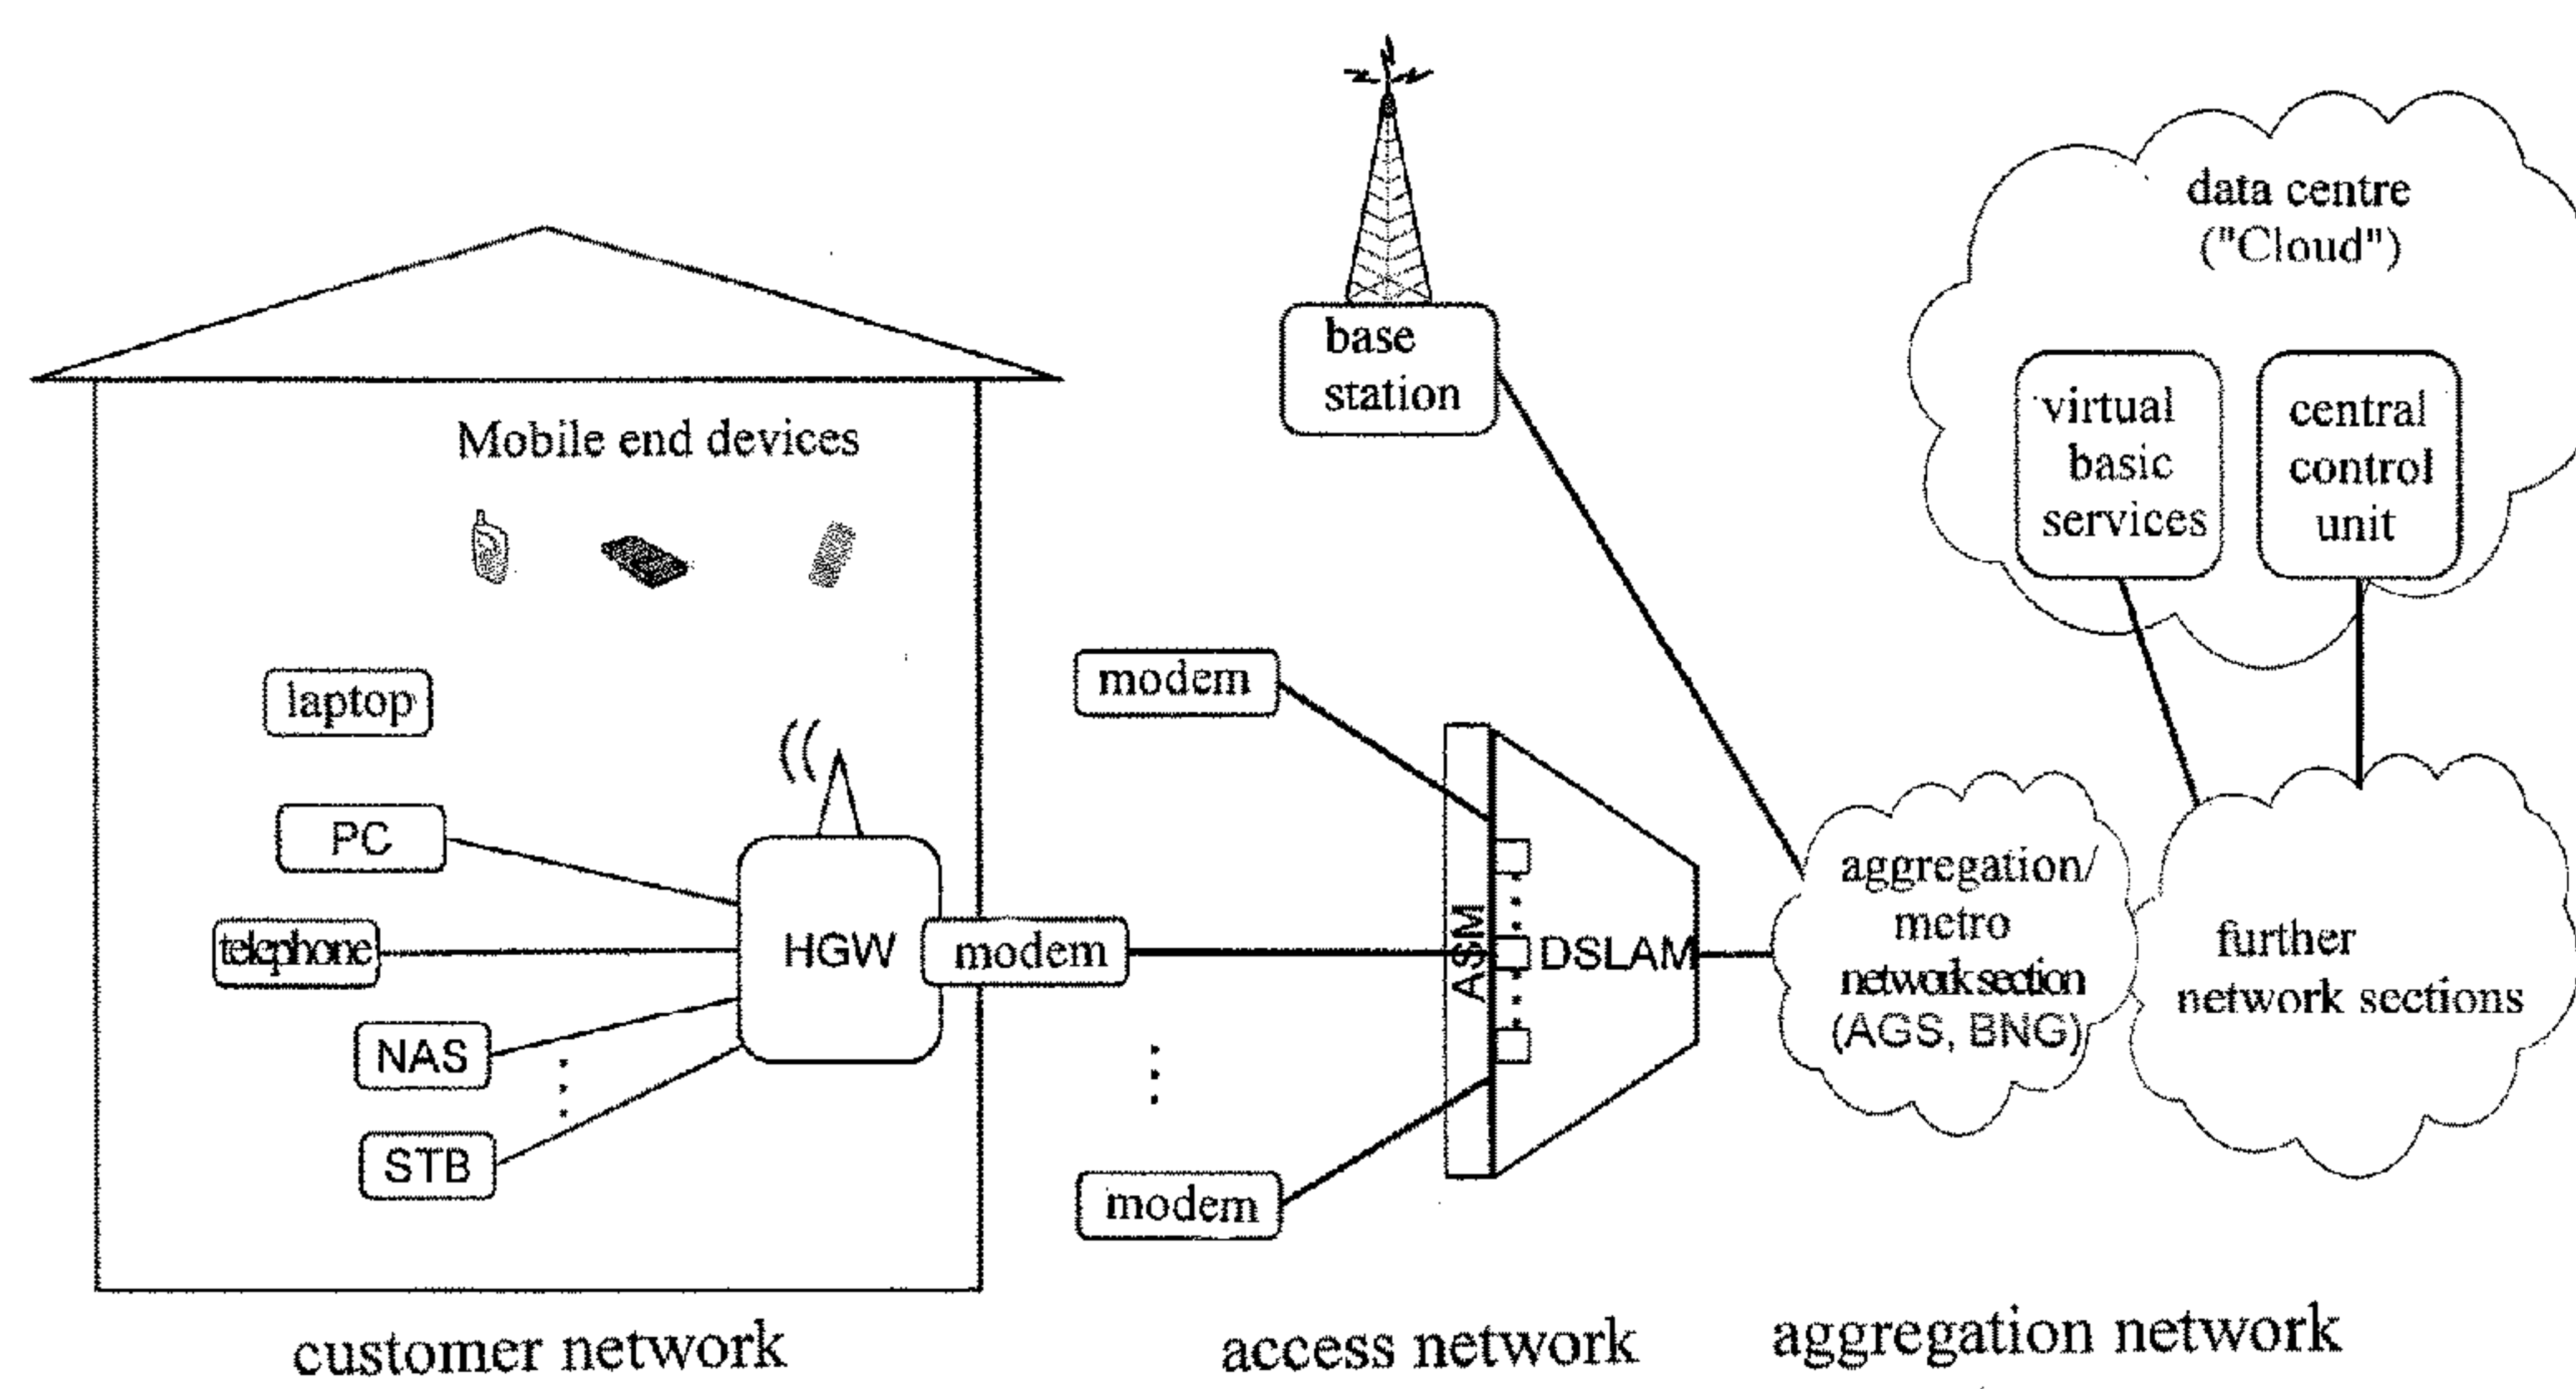 data centre
("Cloud")
base
station
virtual
basic
services
central
control
unit
Mobile end devices
laptop
modem
PC
telephone
HGW
modem
ASM
DSLAM
aggregation/
metro
network section
(AGS, BNG)
further
network sections
NAS
STB
modem
customer network
access network
aggregation network